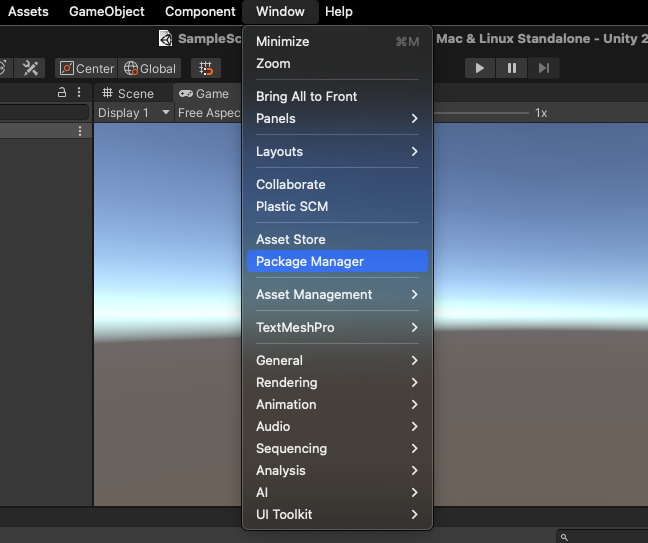 Assets GameObject Component Window Help
SampleSc
Mac & Linux Standalone - Unity 2
Center Global
Scene Game
Display 1 Free Aspec 1x
Minimize ⌘M
Zoom
Bring All to Front
Panels
Layouts
Collaborate
Plastic SCM
Asset Store
Package Manager
Asset Management
TextMeshPro
General
Rendering
Animation
Audio
Sequencing
Analysis
AI
UI Toolkit